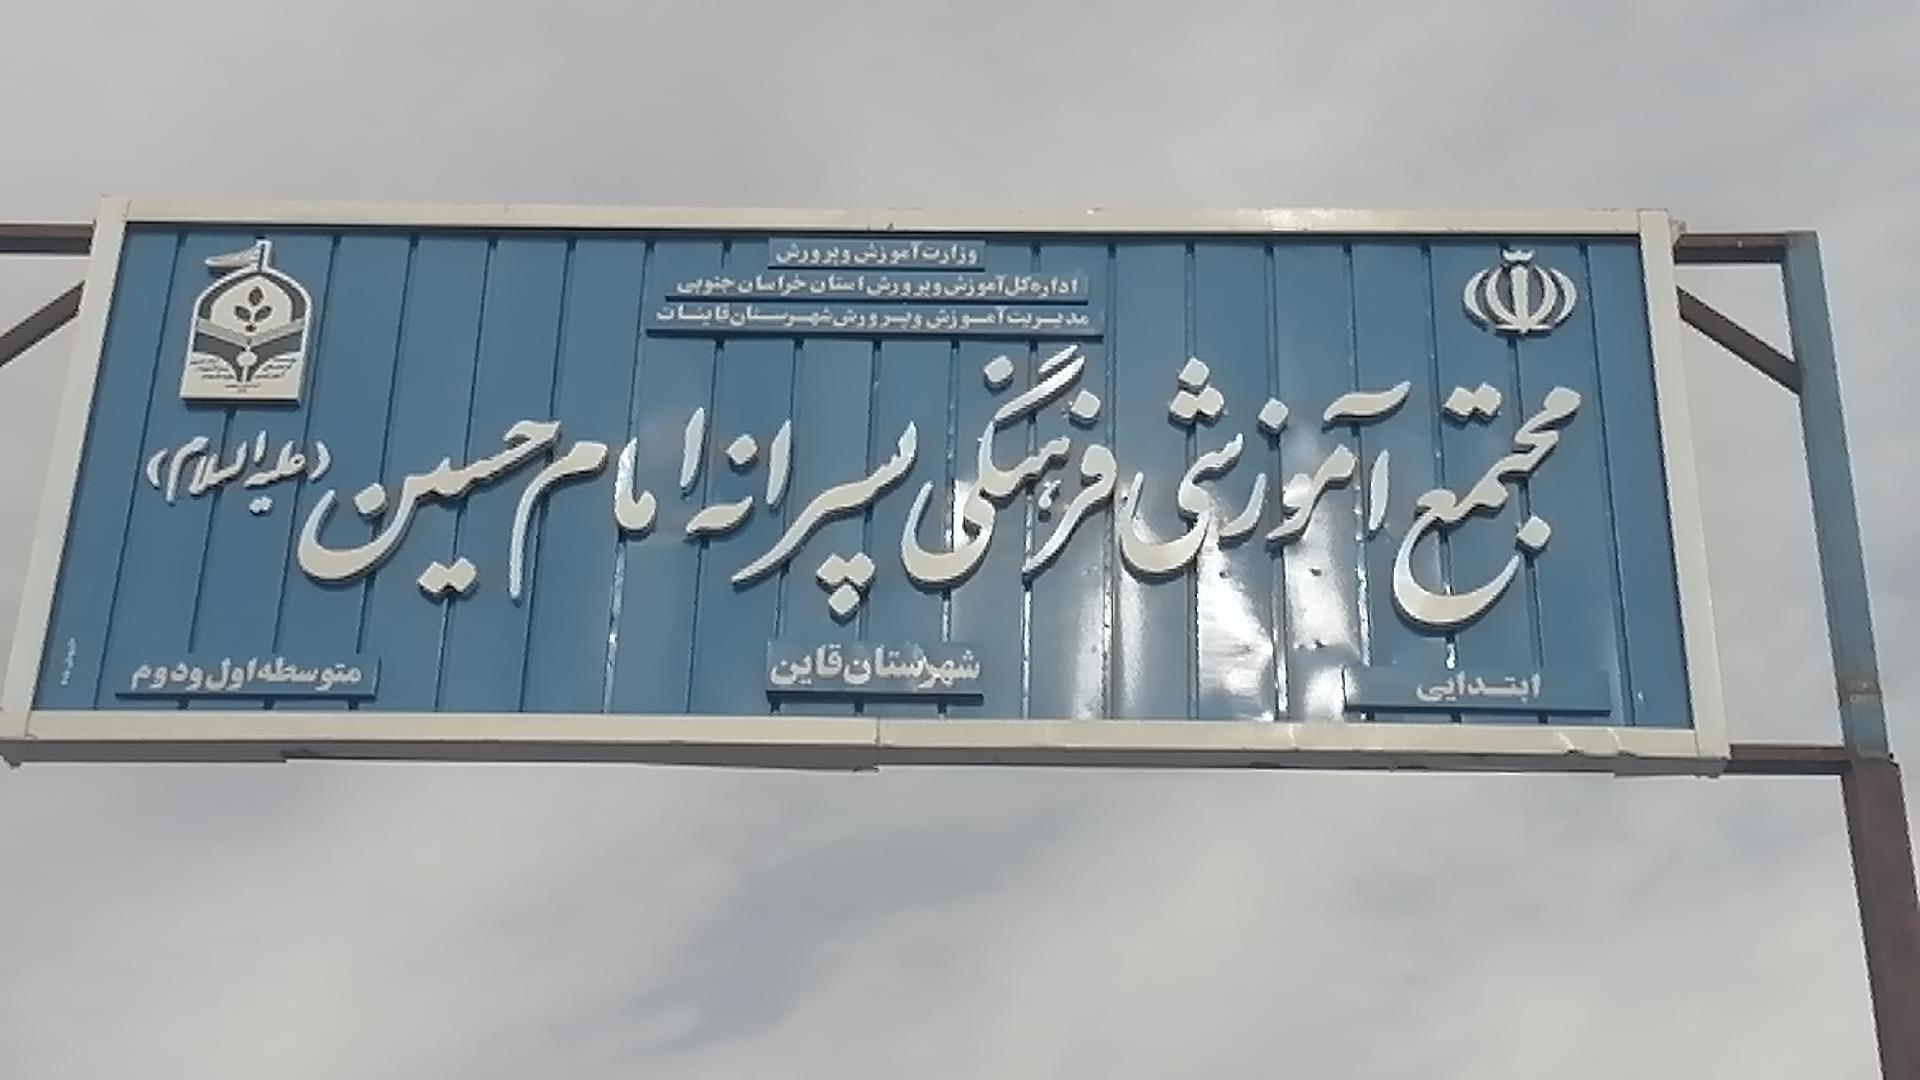 وزارت آموزش و پرورش
اداره کل آموزش و پرورش استان خراسان جنوبی
مدیریت آموزش و پرورش شهرستان قاینات
مجتمع آموزشی فرهنگی پسرانه امام حسین (علیه السلام)
ابتدایی
شهرستان قاین
متوسطه اول و دوم